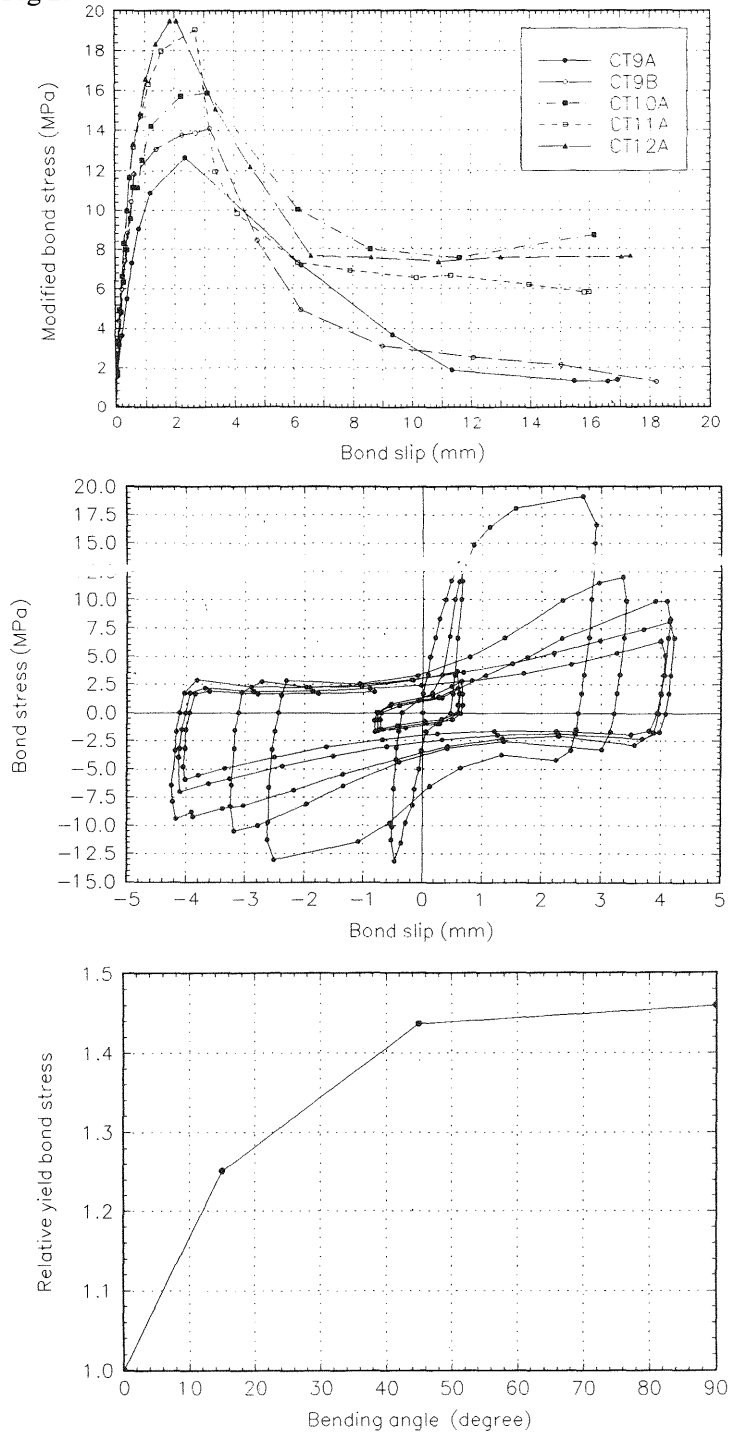 20
18
16
14
12
10
8
6
4
2
0
Modified bond stress (MPa)
CT9A
CT9B
CT10A
CT11A
CT12A
0 2 4 6 8 10 12 14 16 18 20
Bond slip (mm)
20.0
17.5
15.0
10.0
7.5
5.0
2.5
0.0
−2.5
−5.0
−7.5
−10.0
−12.5
−15.0
Bond stress (MPa)
−5 −4 −3 −2 −1 0 1 2 3 4 5
Bond slip (mm)
1.5
1.4
1.3
1.2
1.1
1.0
Relative yield bond stress
0 10 20 30 40 50 60 70 80 90
Bending angle (degree)